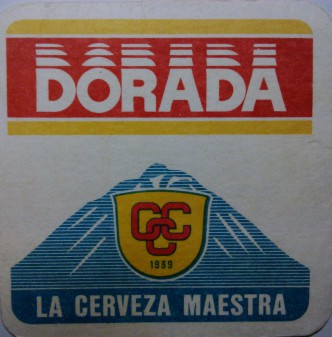 DORADA
CCC
1939
LA CERVEZA MAESTRA